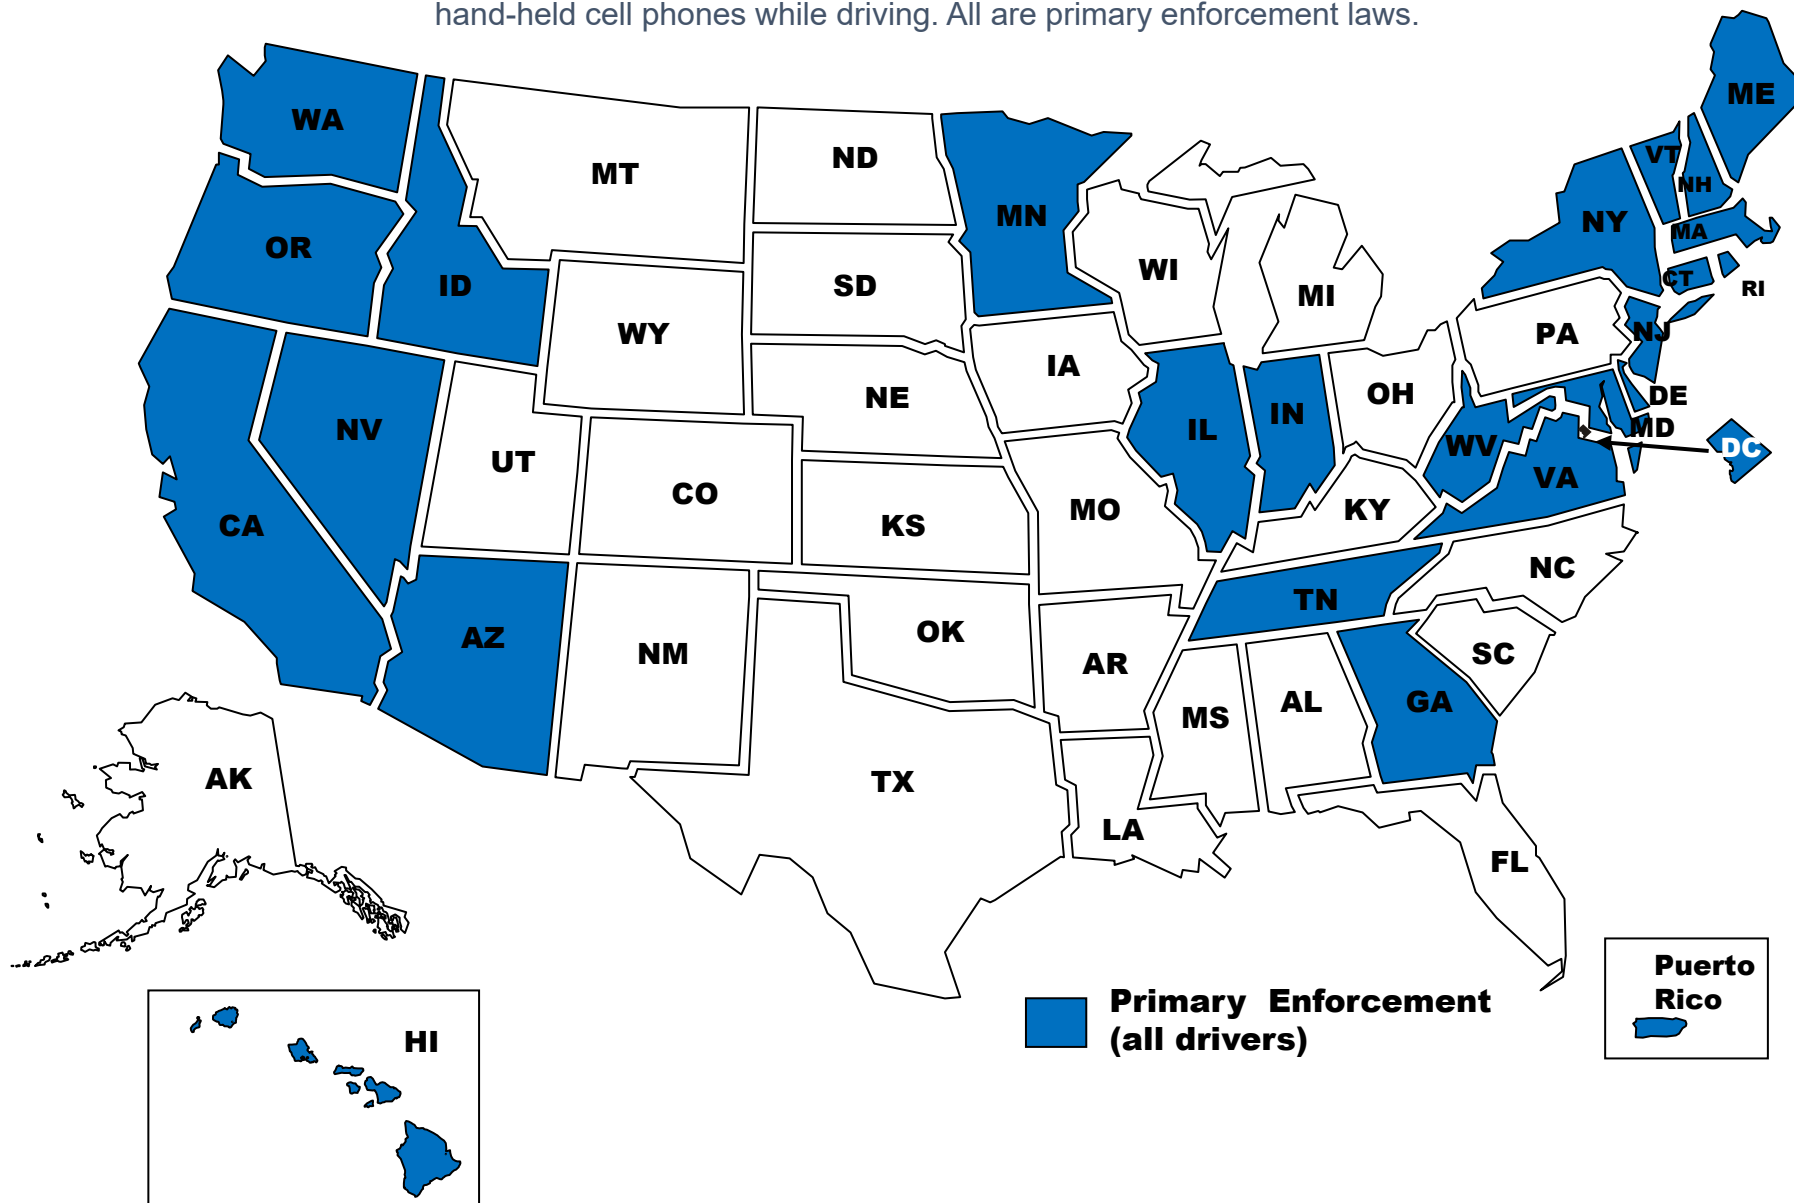 hand-held cell phones while driving. All are primary enforcement laws.
ME
WA
VT
ND
MT
NH
MN
NY
MA
OR
WI
CT
ID
SD
RI
MI
WY
PA
NJ
IA
OH
NE
DE
IN
MD
NV
IL
WV
DC
UT
VA
CO
MO
KY
CA
KS
NC
TN
OK
AZ
NM
AR
SC
MS
AL
GA
AK
TX
LA
FL
Puerto
Rico
Primary Enforcement
(all drivers)
HI